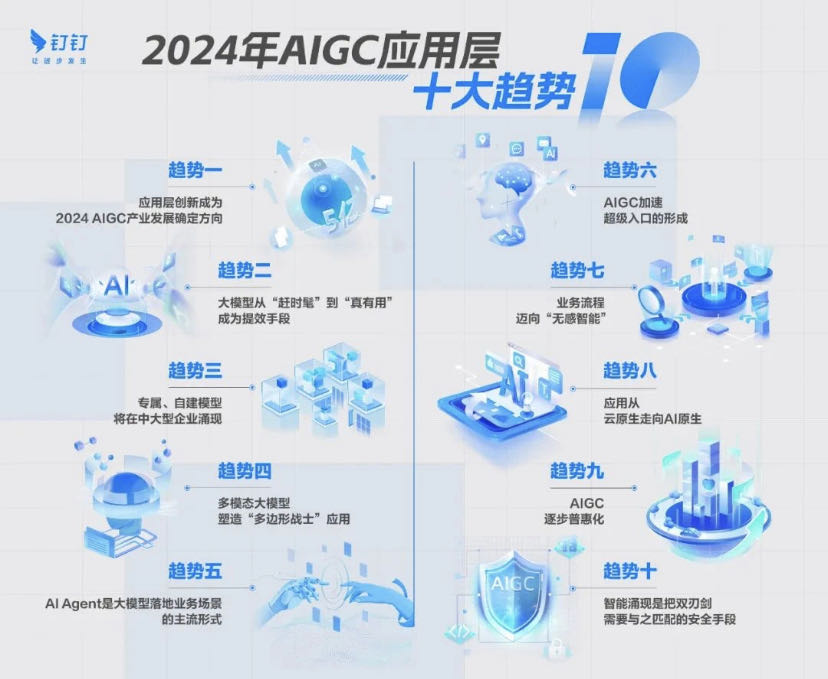 钉钉
让进步发生
2024年AIGC应用层
十大趋势
10
趋势一
应用层创新成为
2024 AIGC产业发展确定方向
AI
5亿
趋势二
大模型从“赶时髦”到“真有用”
成为提效手段
AI
趋势三
专属、自建模型
将在中大型企业涌现
趋势四
多模态大模型
塑造“多边形战士”应用
趋势五
AI Agent是大模型落地业务场景
的主流形式
趋势六
AIGC加速
超级入口的形成
AI
趋势七
业务流程
迈向“无感智能”
趋势八
应用从
云原生走向AI原生
AI
趋势九
AIGC
逐步普惠化
趋势十
智能涌现是把双刃剑
需要与之匹配的安全手段
AIGC